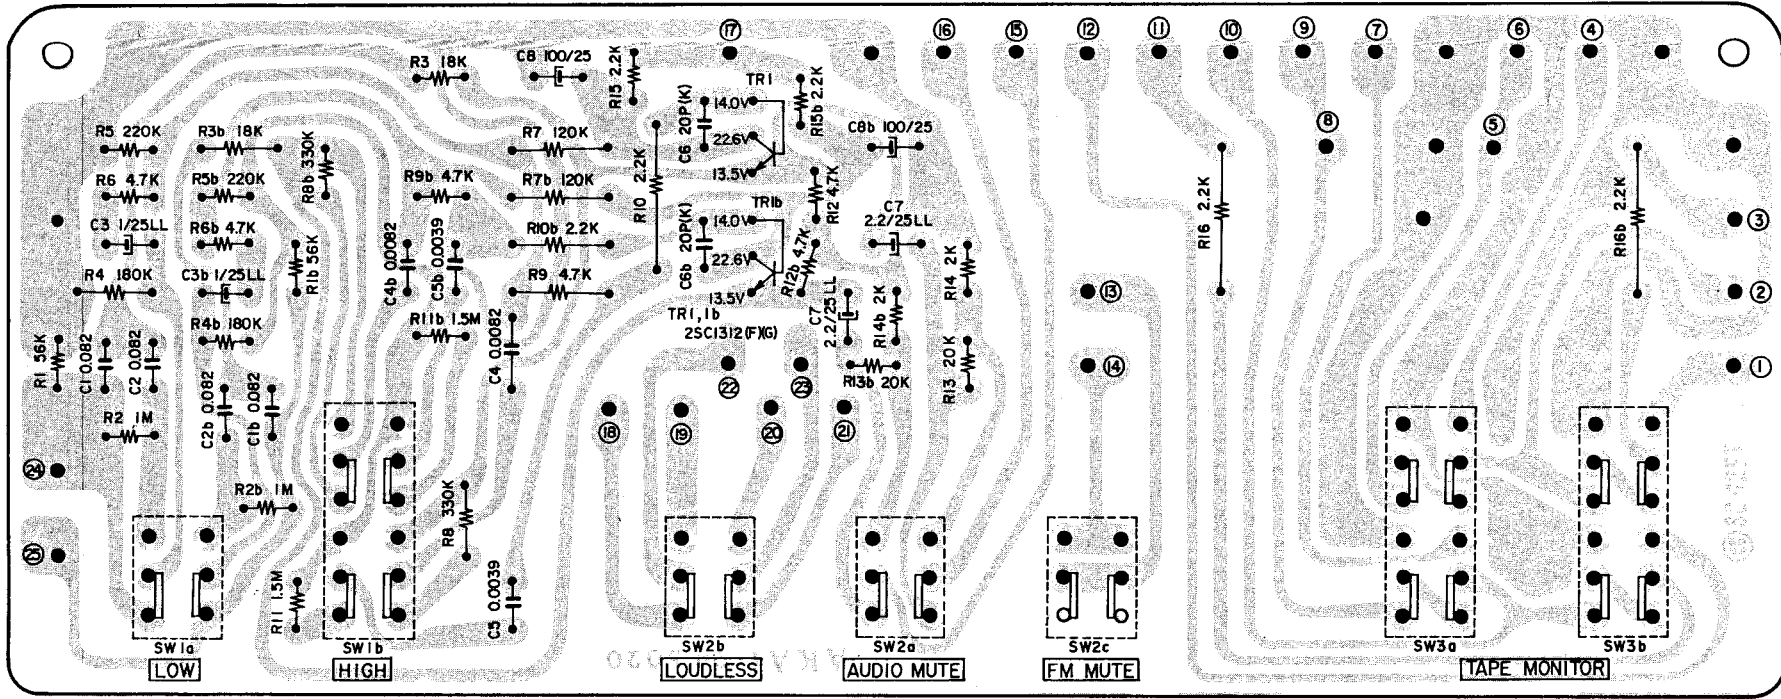 17
16
15
12
11
10
9
7
6
4
R3 18K
C8 100/25
R15 2.2K
TR1
C6 20P(K)
14.0V
22.6V
13.5V
R15b 2.2K
C8b 100/25
8
5
R5 220K
R3b 18K
R8b 330K
R7 120K
R6 4.7K
R5b 220K
R9b 4.7K
R7b 120K
R10 2.2K
R12 4.7K
R16 2.2K
R16b 2.2K
3
C3 1/25LL
R6b 4.7K
R1b 56K
C4b 0.0082
C5b 0.0039
R10b 2.2K
C6b 20P(K)
TR1b
14.0V
22.6V
13.5V
R12b 4.7K
C7
2.2/25LL
R14 2K
R4 180K
C3b 1/25LL
R9 4.7K
13
2
TR1,1b
2SC1312(F)(G)
C7
2.2/25LL
R14b 2K
R1 56K
C1 0.082
C2 0.082
R4b 180K
R11b 1.5M
C4 0.0082
22
23
R13b 20K
R13 20K
14
1
R2 1M
C2b 0.082
C1b 0.082
18
19
20
21
24
R2b 1M
R8 330K
25
R11 1.5M
C5 0.0039
SW1a
SW1b
SW2b
SW2a
SW2c
SW3a
SW3b
LOW
HIGH
LOUDLESS
AUDIO MUTE
FM MUTE
TAPE MONITOR